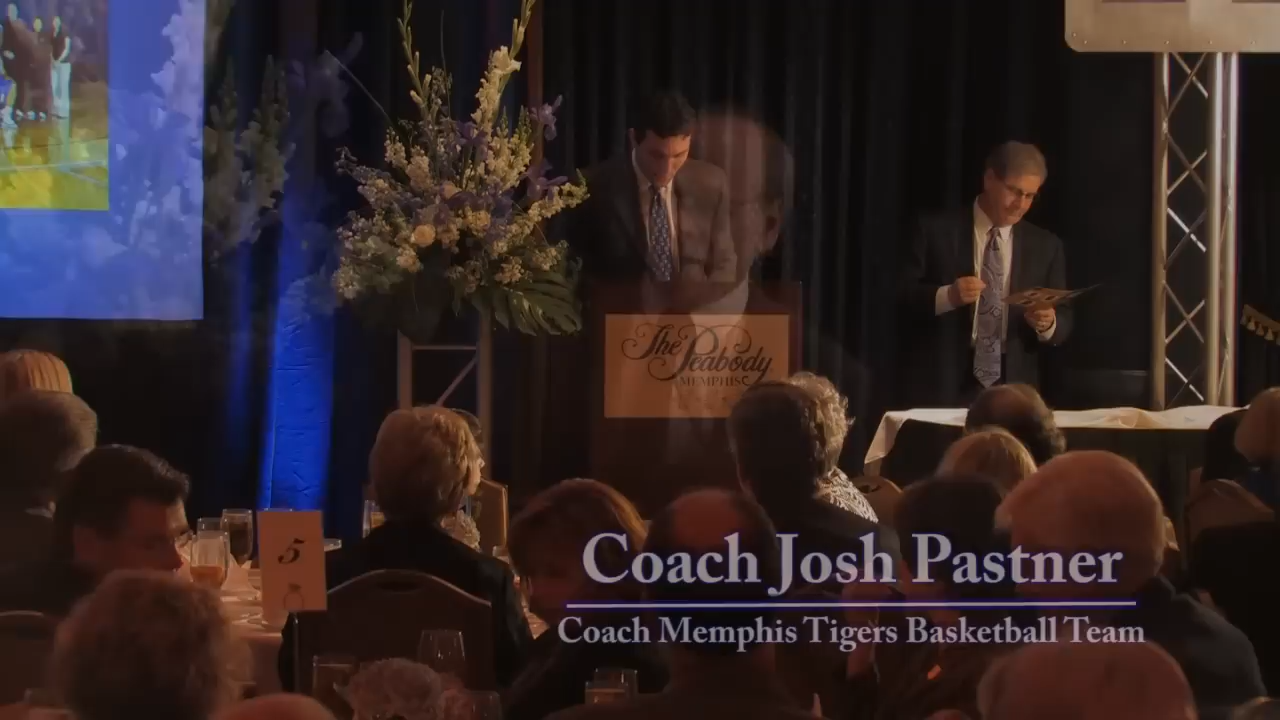 The Peabody
MEMPHIS
5
Coach Josh Pastner
Coach Memphis Tigers Basketball Team